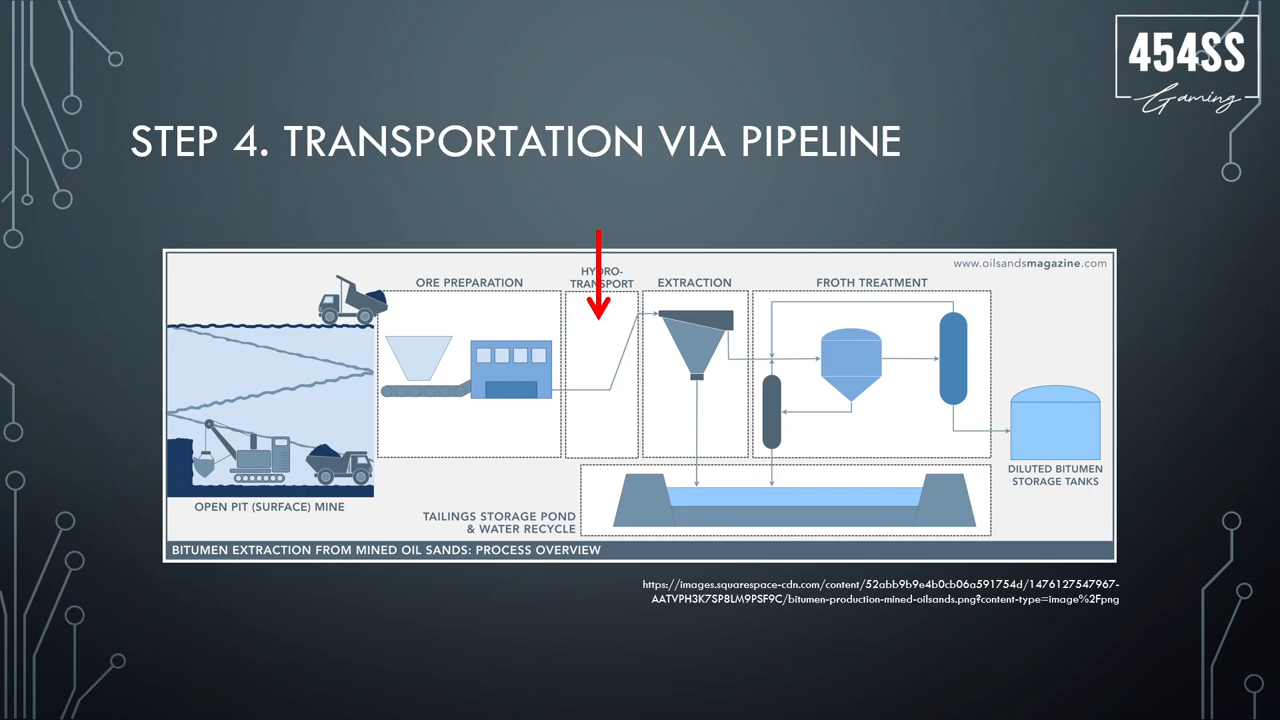 454SS
Gaming
STEP 4. TRANSPORTATION VIA PIPELINE
www.oilsandsmagazine.com
ORE PREPARATION
HYDRO-
TRANSPORT
EXTRACTION
FROTH TREATMENT
OPEN PIT (SURFACE) MINE
DILUTED BITUMEN
STORAGE TANKS
TAILINGS STORAGE POND
& WATER RECYCLE
BITUMEN EXTRACTION FROM MINED OIL SANDS: PROCESS OVERVIEW
https://images.squarespace-cdn.com/content/52abb9b9e4b0cb06a591754d/1476127547967-
AATVPH3K7SP8LM9PSF9C/bitumen-production-mined-oilsands.png?content-type=image%2Fpng